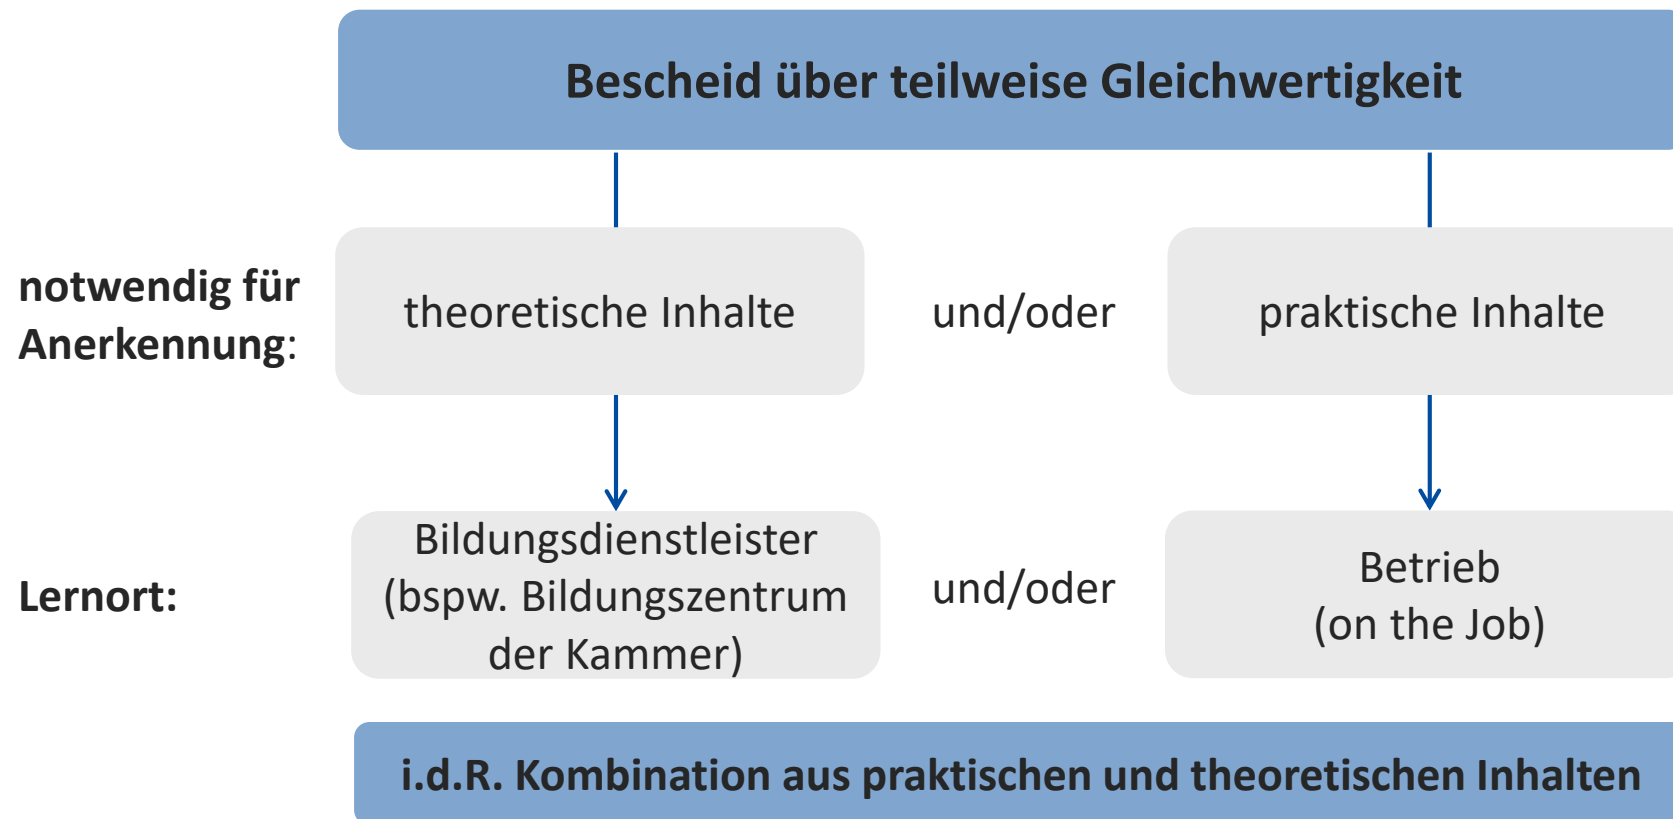 Bescheid über teilweise Gleichwertigkeit
notwendig für
Anerkennung:
theoretische Inhalte
und/oder
praktische Inhalte
Lernort:
Bildungsdienstleister
(bspw. Bildungszentrum
der Kammer)
und/oder
Betrieb
(on the Job)
i.d.R. Kombination aus praktischen und theoretischen Inhalten